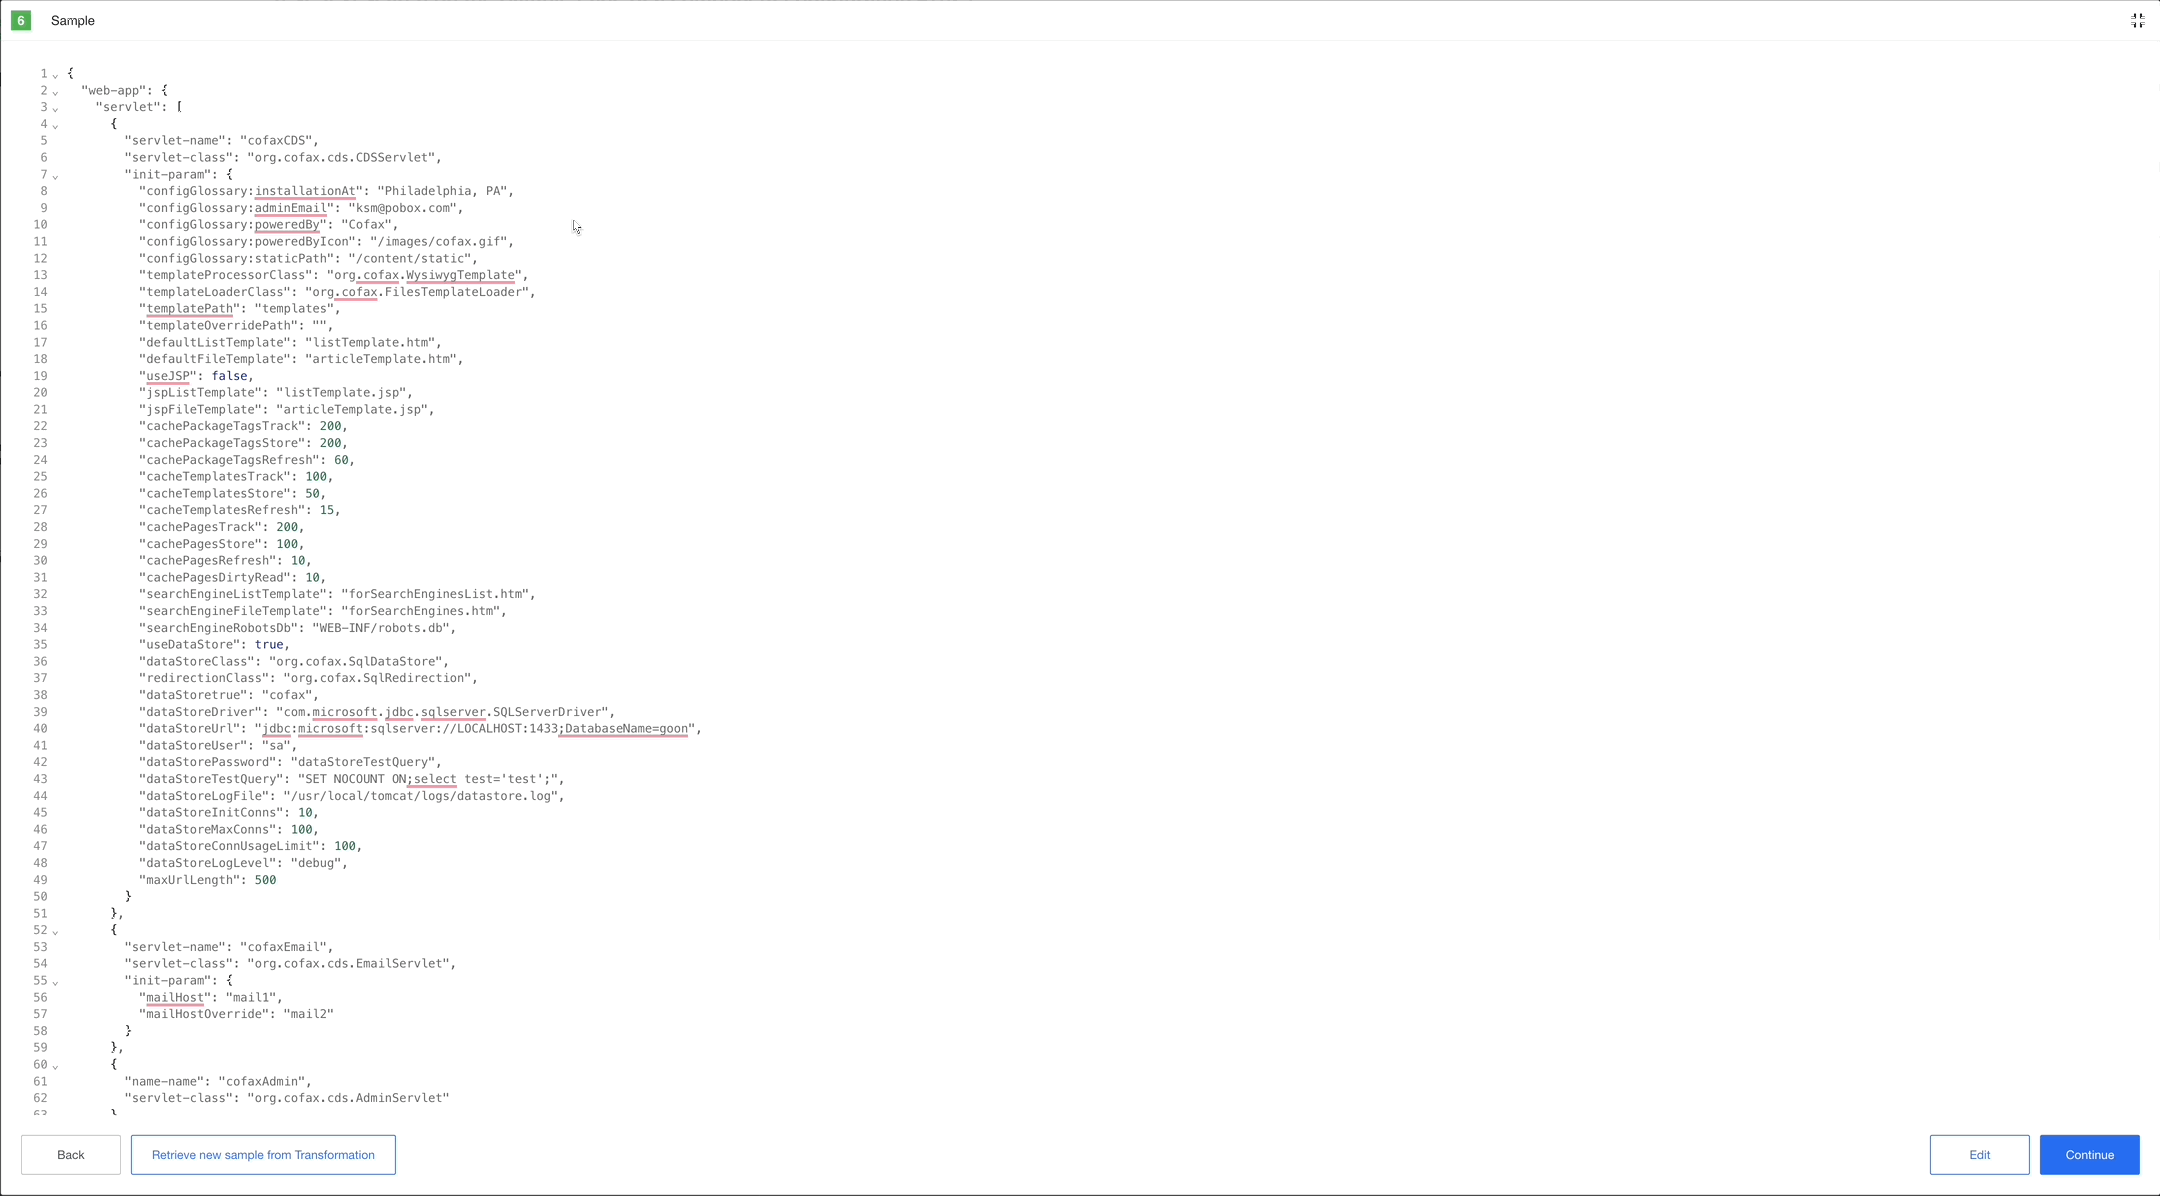 6 Sample
1 {
2 "web-app": {
3 "servlet": [
4 {
5 "servlet-name": "cofaxCDS",
6 "servlet-class": "org.cofax.cds.CDSServlet",
7 "init-param": {
8 "configGlossary:installationAt": "Philadelphia, PA",
9 "configGlossary:adminEmail": "ksm@pobox.com",
10 "configGlossary:poweredBy": "Cofax",
11 "configGlossary:poweredByIcon": "/images/cofax.gif",
12 "configGlossary:staticPath": "/content/static",
13 "templateProcessorClass": "org.cofax.WysiwygTemplate",
14 "templateLoaderClass": "org.cofax.FilesTemplateLoader",
15 "templatePath": "templates",
16 "templateOverridePath": "",
17 "defaultListTemplate": "listTemplate.htm",
18 "defaultFileTemplate": "articleTemplate.htm",
19 "useJSP": false,
20 "jspListTemplate": "listTemplate.jsp",
21 "jspFileTemplate": "articleTemplate.jsp",
22 "cachePackageTagsTrack": 200,
23 "cachePackageTagsStore": 200,
24 "cachePackageTagsRefresh": 60,
25 "cacheTemplatesTrack": 100,
26 "cacheTemplatesStore": 50,
27 "cacheTemplatesRefresh": 15,
28 "cachePagesTrack": 200,
29 "cachePagesStore": 100,
30 "cachePagesRefresh": 10,
31 "cachePagesDirtyRead": 10,
32 "searchEngineListTemplate": "forSearchEnginesList.htm",
33 "searchEngineFileTemplate": "forSearchEngines.htm",
34 "searchEngineRobotsDb": "WEB-INF/robots.db",
35 "useDataStore": true,
36 "dataStoreClass": "org.cofax.SqlDataStore",
37 "redirectionClass": "org.cofax.SqlRedirection",
38 "dataStoretrue": "cofax",
39 "dataStoreDriver": "com.microsoft.jdbc.sqlserver.SQLServerDriver",
40 "dataStoreUrl": "jdbc:microsoft:sqlserver://LOCALHOST:1433;DatabaseName=goon",
41 "dataStoreUser": "sa",
42 "dataStorePassword": "dataStoreTestQuery",
43 "dataStoreTestQuery": "SET NOCOUNT ON;select test='test';",
44 "dataStoreLogFile": "/usr/local/tomcat/logs/datastore.log",
45 "dataStoreInitConns": 10,
46 "dataStoreMaxConns": 100,
47 "dataStoreConnUsageLimit": 100,
48 "dataStoreLogLevel": "debug",
49 "maxUrlLength": 500
50 }
51 },
52 {
53 "servlet-name": "cofaxEmail",
54 "servlet-class": "org.cofax.cds.EmailServlet",
55 "init-param": {
56 "mailHost": "mail1",
57 "mailHostOverride": "mail2"
58 }
59 },
60 {
61 "name-name": "cofaxAdmin",
62 "servlet-class": "org.cofax.cds.AdminServlet"
63 }
Back Retrieve new sample from Transformation Edit Continue